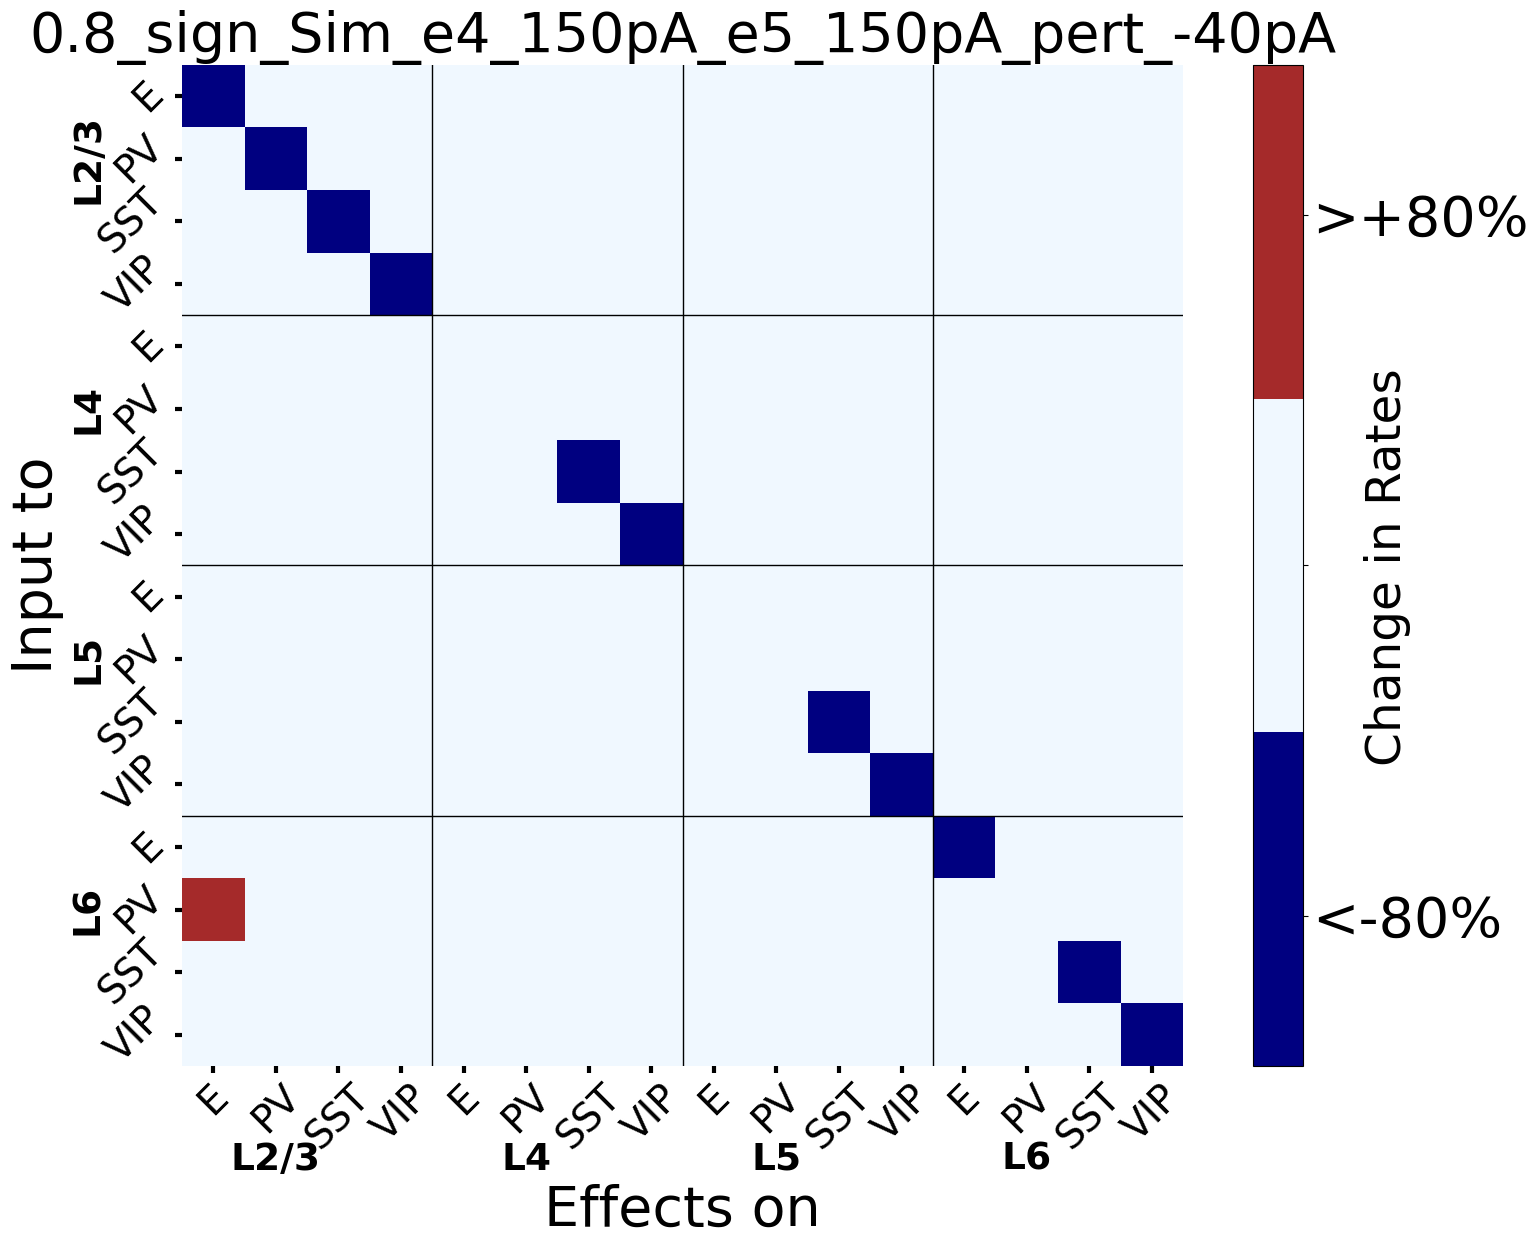 0.8_sign_Sim_e4_150pA_e5_150pA_pert_-40pA
Input to
L2/3
E
PV
SST
VIP
L4
E
PV
SST
VIP
L5
E
PV
SST
VIP
L6
E
PV
SST
VIP
E PV SST VIP E PV SST VIP E PV SST VIP E PV SST VIP
L2/3 L4 L5 L6
Effects on
>+80%
<-80%
Change in Rates